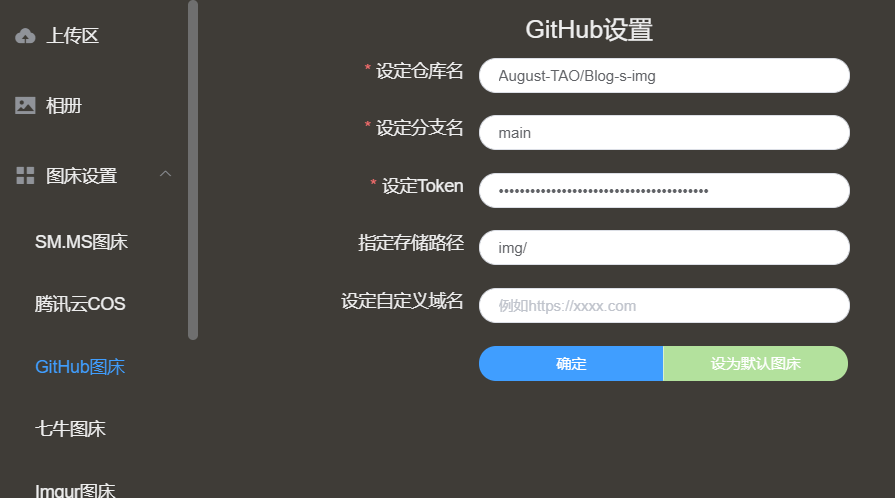 上传区
相册
图床设置
SM.MS图床
腾讯云COS
GitHub图床
七牛图床
Imgur图床
GitHub设置
* 设定仓库名
August-TAO/Blog-s-img
* 设定分支名
main
* 设定Token
••••••••••••••••••••••••••••••••••••••••
指定存储路径
img/
设定自定义域名
例如https://xxxx.com
确定
设为默认图床